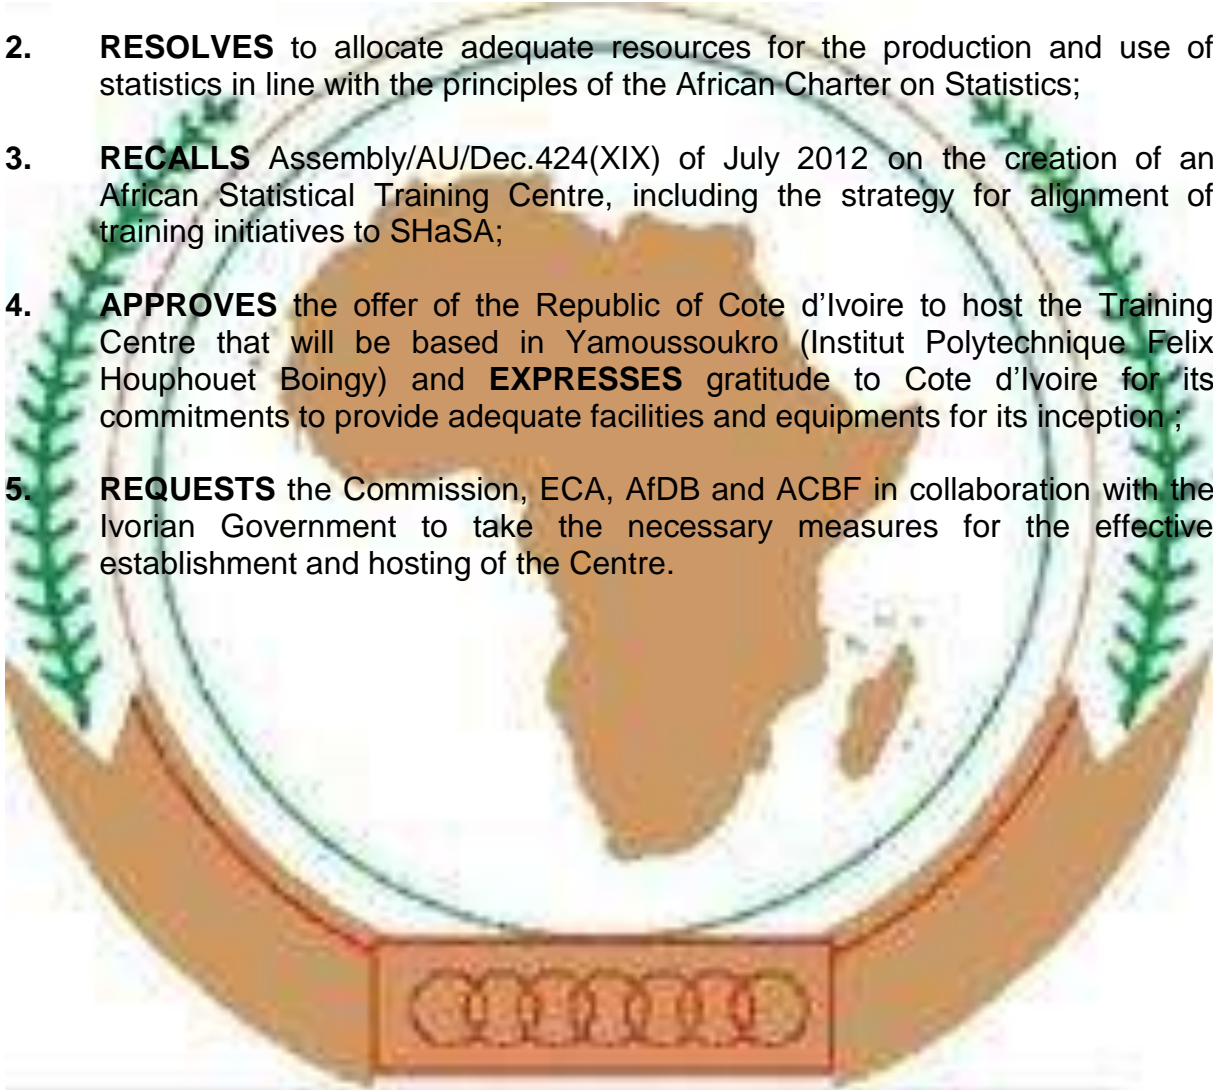 2. RESOLVES to allocate adequate resources for the production and use of
statistics in line with the principles of the African Charter on Statistics;
3. RECALLS Assembly/AU/Dec.424(XIX) of July 2012 on the creation of an
African Statistical Training Centre, including the strategy for alignment of
training initiatives to SHaSA;
4. APPROVES the offer of the Republic of Cote d’Ivoire to host the Training
Centre that will be based in Yamoussoukro (Institut Polytechnique Felix
Houphouet Boingy) and EXPRESSES gratitude to Cote d’Ivoire for its
commitments to provide adequate facilities and equipments for its inception ;
5. REQUESTS the Commission, ECA, AfDB and ACBF in collaboration with the
Ivorian Government to take the necessary measures for the effective
establishment and hosting of the Centre.